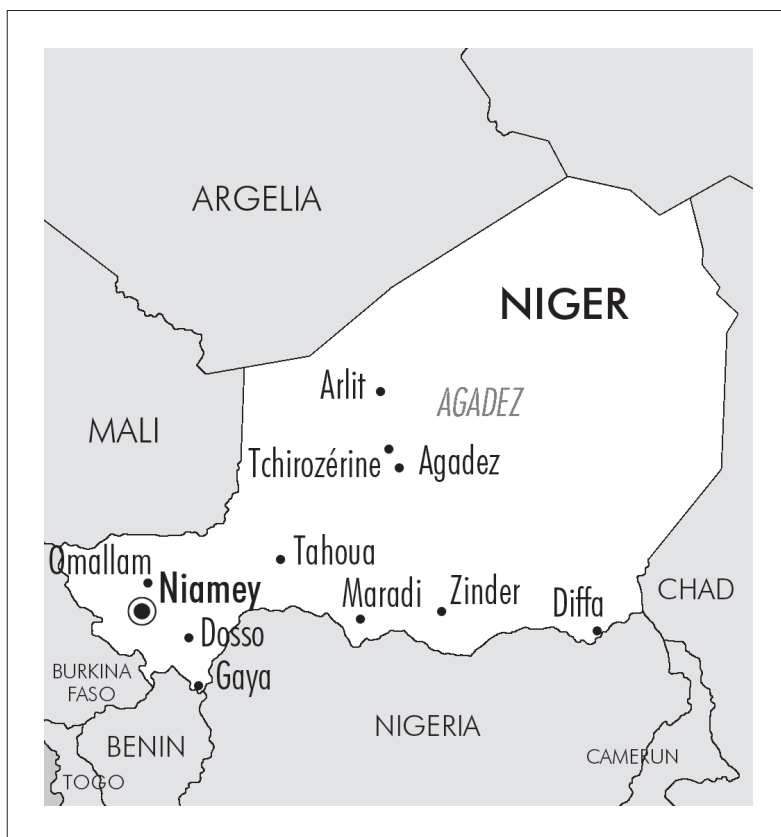 ARGELIA
NIGER
Arlit
AGADEZ
MALI
Tchirozérine
Agadez
Omallam
Tahoua
Niamey
Maradi
Zinder
Diffa
CHAD
Dosso
BURKINA
FASO
Gaya
NIGERIA
BENIN
CAMERUN
TOGO